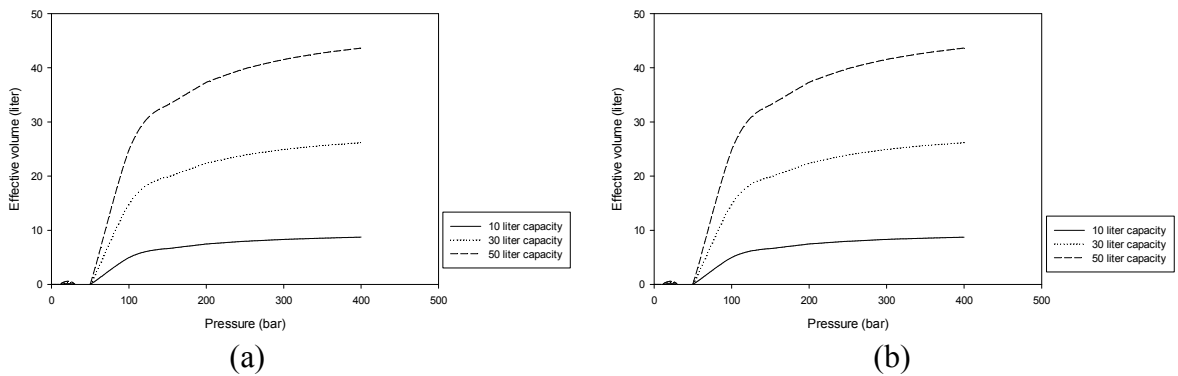 50
40
30
20
10
0
Effective volume (liter)
0 100 200 300 400 500
Pressure (bar)
10 liter capacity
30 liter capacity
50 liter capacity
(a)
50
40
30
20
10
0
Effective volume (liter)
0 100 200 300 400 500
Pressure (bar)
10 liter capacity
30 liter capacity
50 liter capacity
(b)